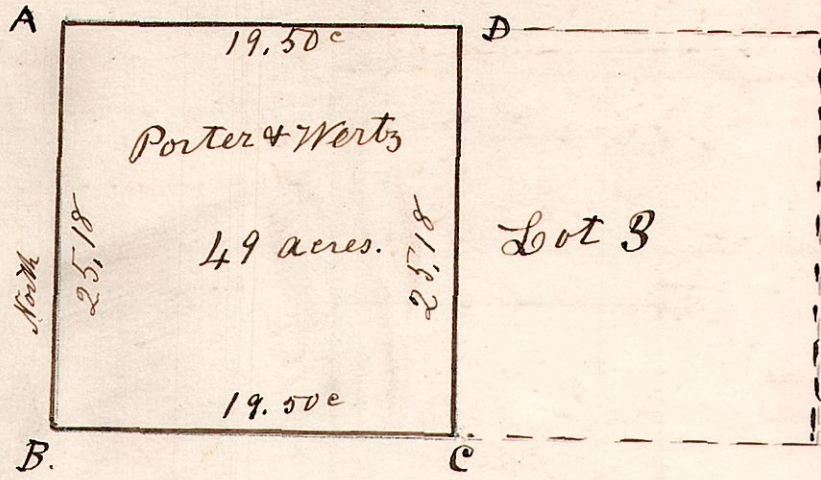 A
D
19.50c
Porter & Wertz
25,18
49 acres.
25,18
Lot 3
North
19.50c
B.
C